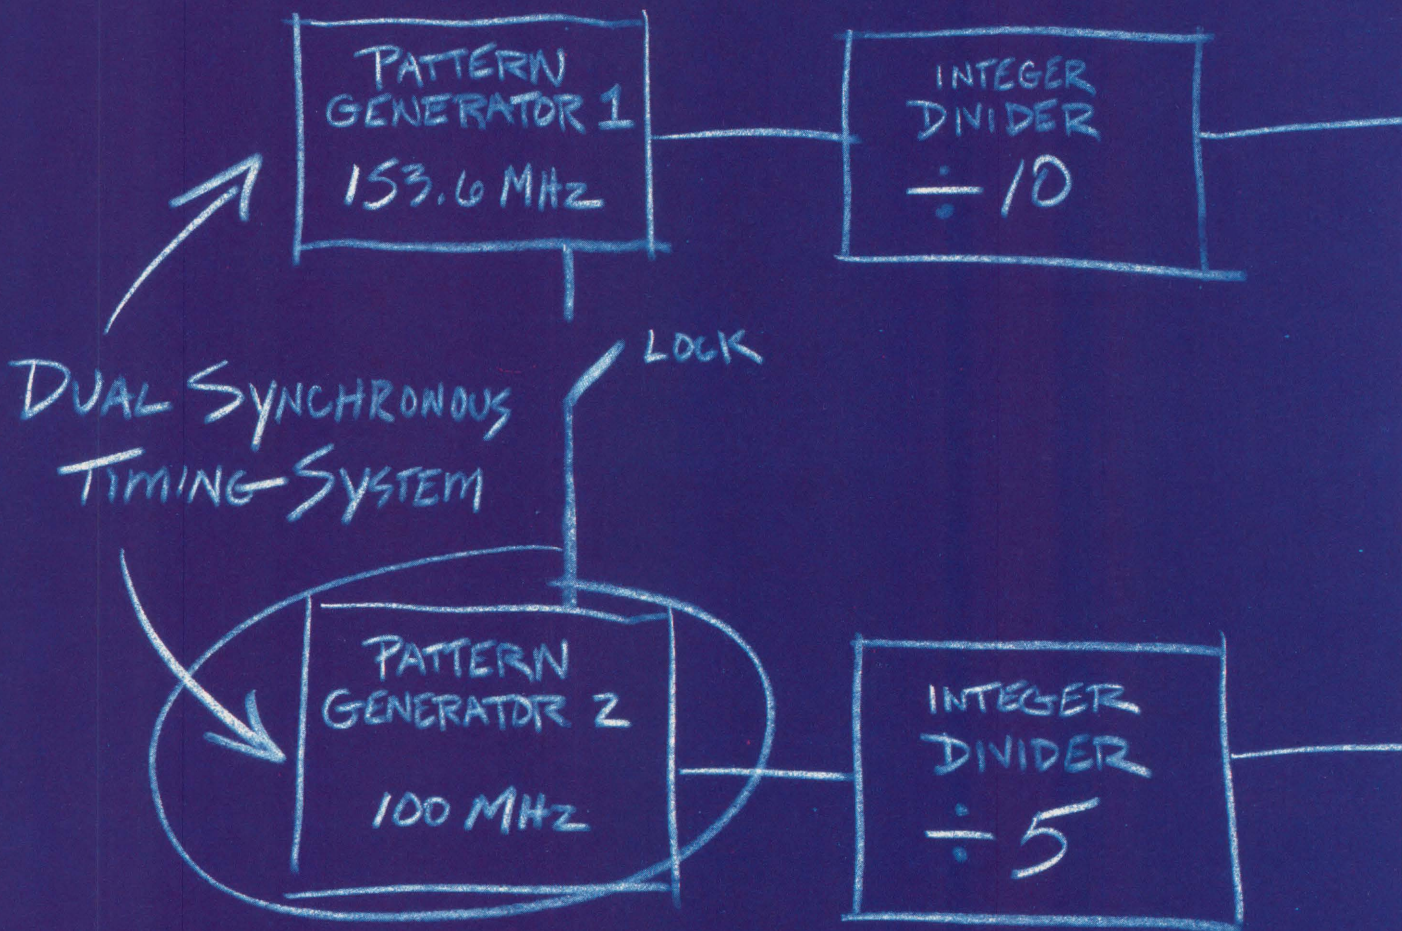 PATTERN
GENERATOR 1
153.6 MHz
INTEGER
DIVIDER
÷ 10
LOCK
DUAL SYNCHRONOUS
TIMING SYSTEM
PATTERN
GENERATOR 2
100 MHz
INTEGER
DIVIDER
÷ 5